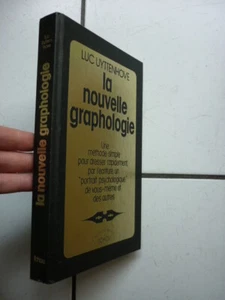 LUC UYTTENHOVE
la
nouvelle
graphologie
Une
méthode simple
pour dresser rapidement,
par l'écriture un
"portrait psychologique"
de vous-même et
des autres
la nouvelle graphologie